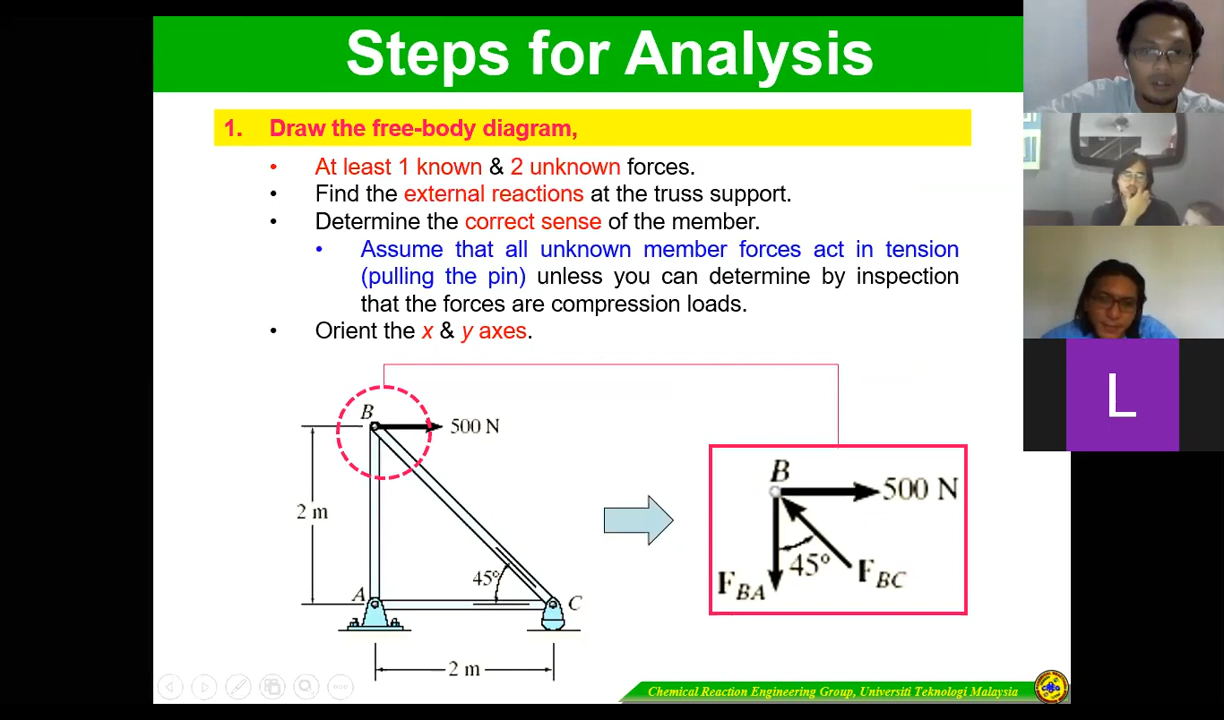 Steps for Analysis
1. Draw the free-body diagram,
• At least 1 known & 2 unknown forces.
• Find the external reactions at the truss support.
• Determine the correct sense of the member.
• Assume that all unknown member forces act in tension
(pulling the pin) unless you can determine by inspection
that the forces are compression loads.
• Orient the x & y axes.
L
B
500 N
2 m
45°
A
C
2 m
B
500 N
45°
F BA
F BC
Chemical Reaction Engineering Group, Universiti Teknologi Malaysia